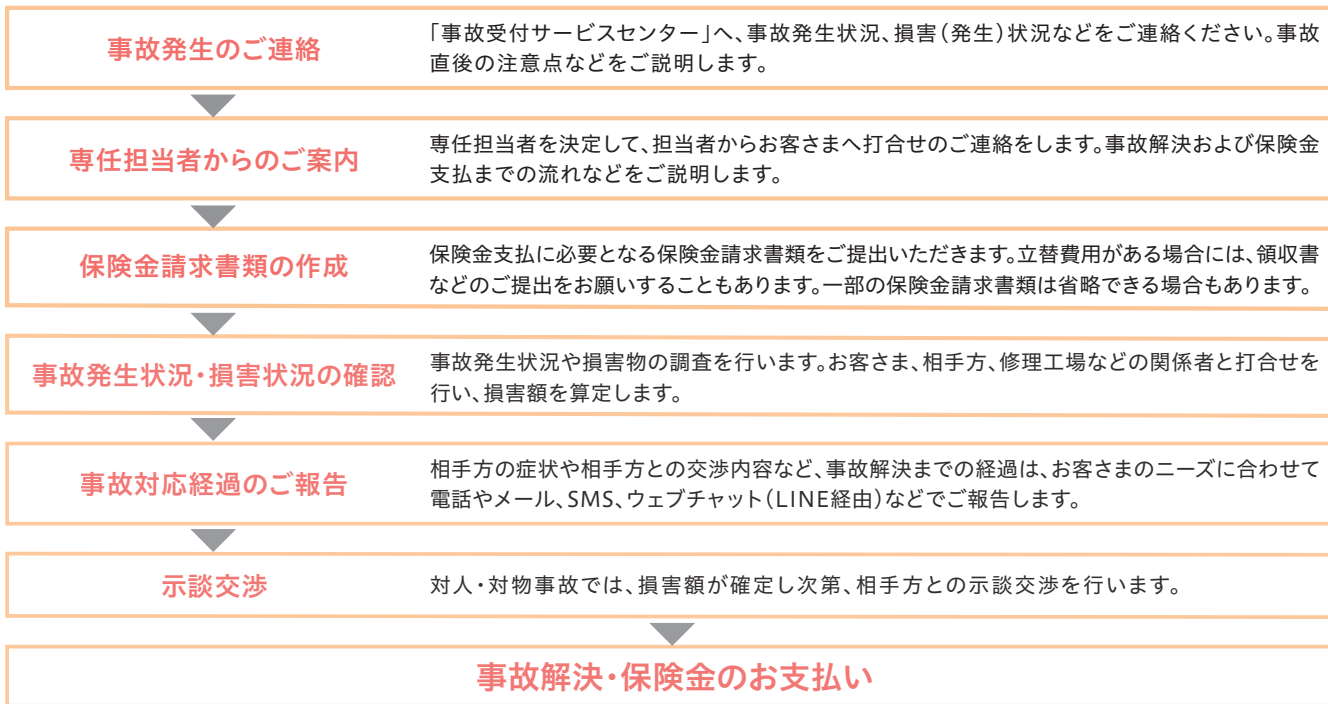 事故発生のご連絡
「事故受付サービスセンター」へ、事故発生状況、損害（発生）状況などをご連絡ください。事故
直後の注意点などをご説明します。
専任担当者からのご案内
専任担当者を決定して、担当者からお客さまへ打合せのご連絡をします。事故解決および保険金
支払までの流れなどをご説明します。
保険金請求書類の作成
保険金支払に必要となる保険金請求書類をご提出いただきます。立替費用がある場合には、領収書
などのご提出をお願いすることもあります。一部の保険金請求書類は省略できる場合もあります。
事故発生状況・損害状況の確認
事故発生状況や損害物の調査を行います。お客さま、相手方、修理工場などの関係者と打合せを
行い、損害額を算定します。
事故対応経過のご報告
相手方の症状や相手方との交渉内容など、事故解決までの経過は、お客さまのニーズに合わせて
電話やメール、SMS、ウェブチャット（LINE経由）などでご報告します。
示談交渉
対人・対物事故では、損害額が確定し次第、相手方との示談交渉を行います。
事故解決・保険金のお支払い